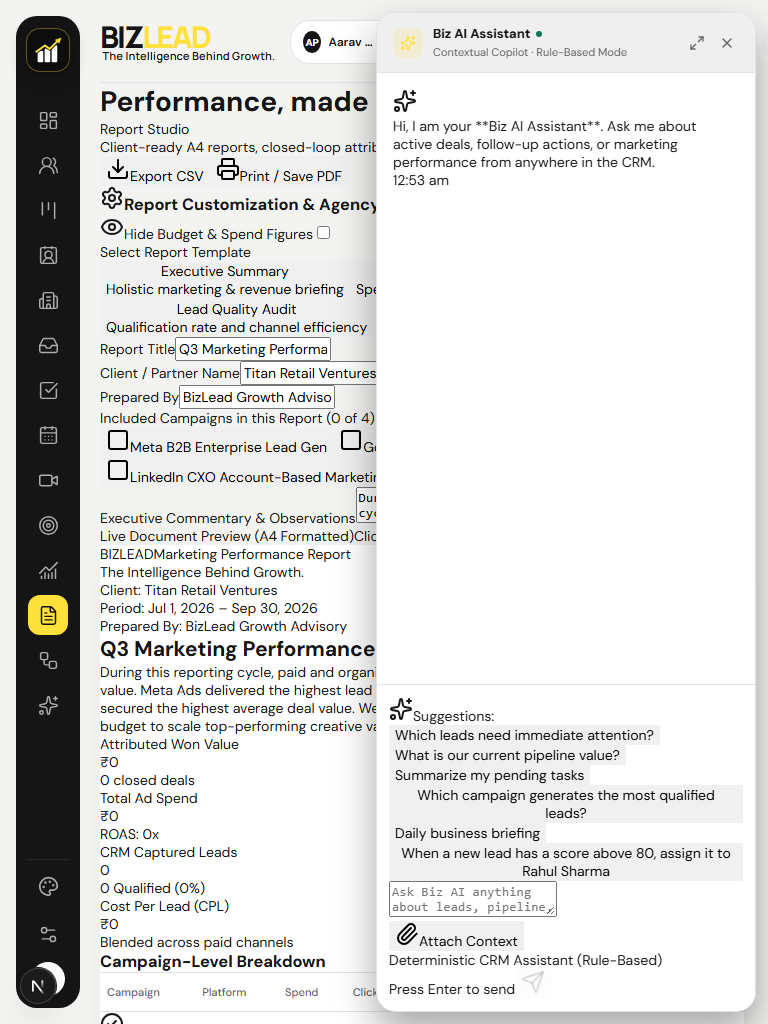 BIZLEAD
The Intelligence Behind Growth.
AP Aarav ...
Performance, made
Report Studio
Client-ready A4 reports, closed-loop attrib
Export CSV Print / Save PDF
Report Customization & Agency
Hide Budget & Spend Figures
Select Report Template
Executive Summary
Holistic marketing & revenue briefing Spe
Lead Quality Audit
Qualification rate and channel efficiency
Report Title Q3 Marketing Performa
Client / Partner Name Titan Retail Ventures
Prepared By BizLead Growth Adviso
Included Campaigns in this Report (0 of 4)
Meta B2B Enterprise Lead Gen Go
LinkedIn CXO Account-Based Marketin
Dur
cyc
Executive Commentary & Observations
Live Document Preview (A4 Formatted)Clic
BIZLEADMarketing Performance Report
The Intelligence Behind Growth.
Client: Titan Retail Ventures
Period: Jul 1, 2026 – Sep 30, 2026
Prepared By: BizLead Growth Advisory
Q3 Marketing Performance
During this reporting cycle, paid and organi
value. Meta Ads delivered the highest lead
secured the highest average deal value. We
budget to scale top-performing creative va
Attributed Won Value
₹0
0 closed deals
Total Ad Spend
₹0
ROAS: 0x
CRM Captured Leads
0
0 Qualified (0%)
Cost Per Lead (CPL)
₹0
Blended across paid channels
Campaign-Level Breakdown
Campaign Platform Spend Click
N
Biz AI Assistant
Contextual Copilot · Rule-Based Mode
Hi, I am your **Biz AI Assistant**. Ask me about
active deals, follow-up actions, or marketing
performance from anywhere in the CRM.
12:53 am
Suggestions:
Which leads need immediate attention?
What is our current pipeline value?
Summarize my pending tasks
Which campaign generates the most qualified
leads?
Daily business briefing
When a new lead has a score above 80, assign it to
Rahul Sharma
Ask Biz AI anything
about leads, pipeline,
Attach Context
Deterministic CRM Assistant (Rule-Based)
Press Enter to send